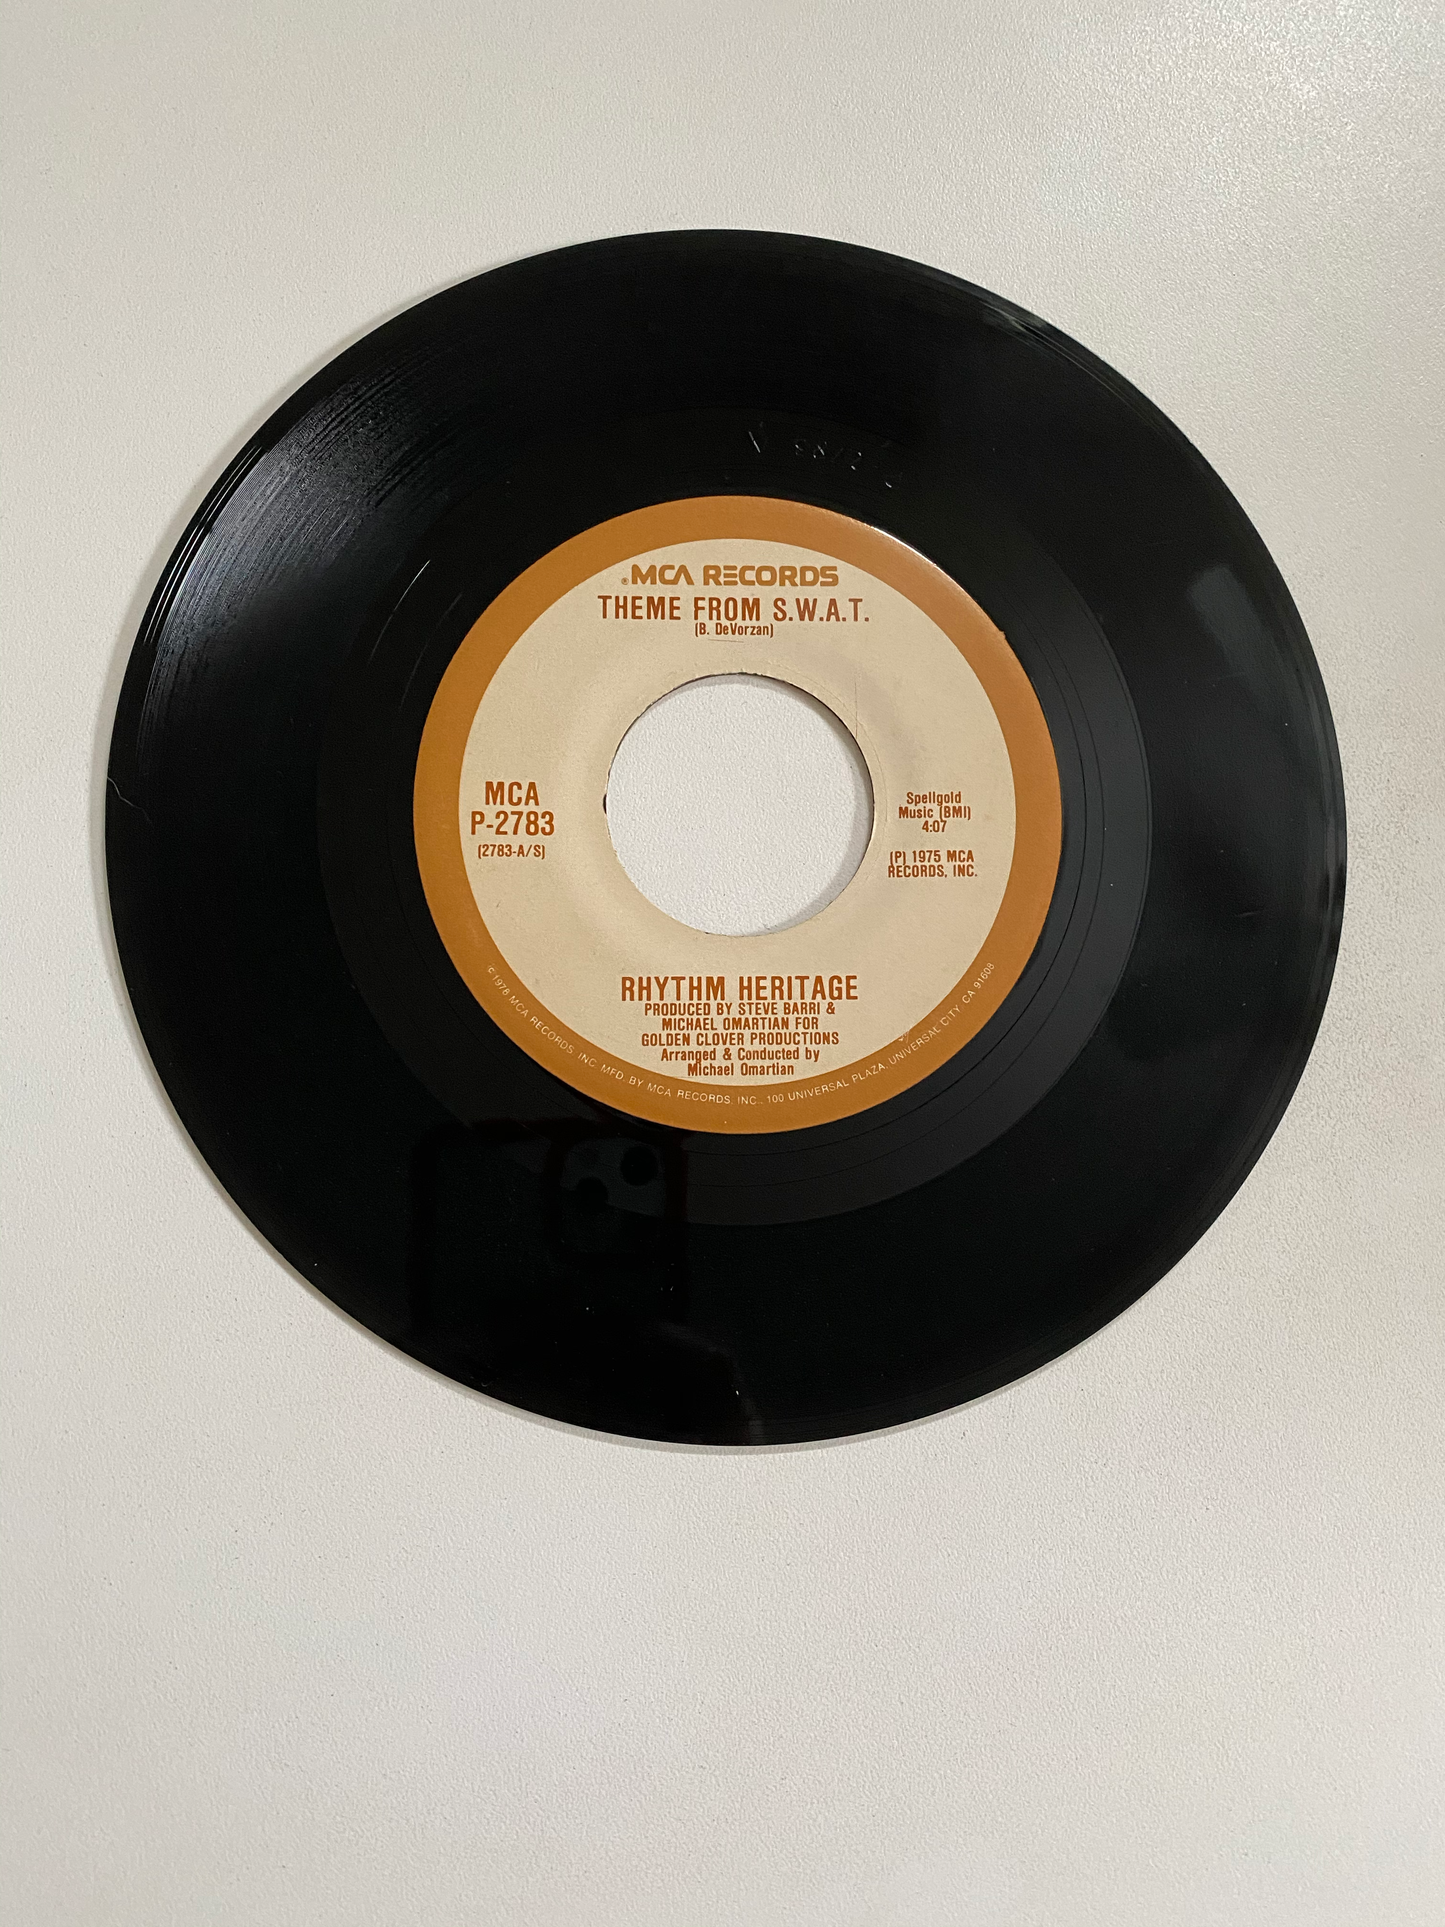 ®MCA RECORDS
THEME FROM S.W.A.T.
(B. DeVorzan)
MCA
P-2783
(2783-A/S)
Spellgold
Music (BMI)
4:07
(P) 1975 MCA
RECORDS, INC.
RHYTHM HERITAGE
PRODUCED BY STEVE BARRI &
MICHAEL OMARTIAN FOR
GOLDEN CLOVER PRODUCTIONS
Arranged & Conducted by
Michael Omartian
©1978 MCA RECORDS, INC. MFD. BY MCA RECORDS, INC., 100 UNIVERSAL PLAZA, UNIVERSAL CITY, CA 91608